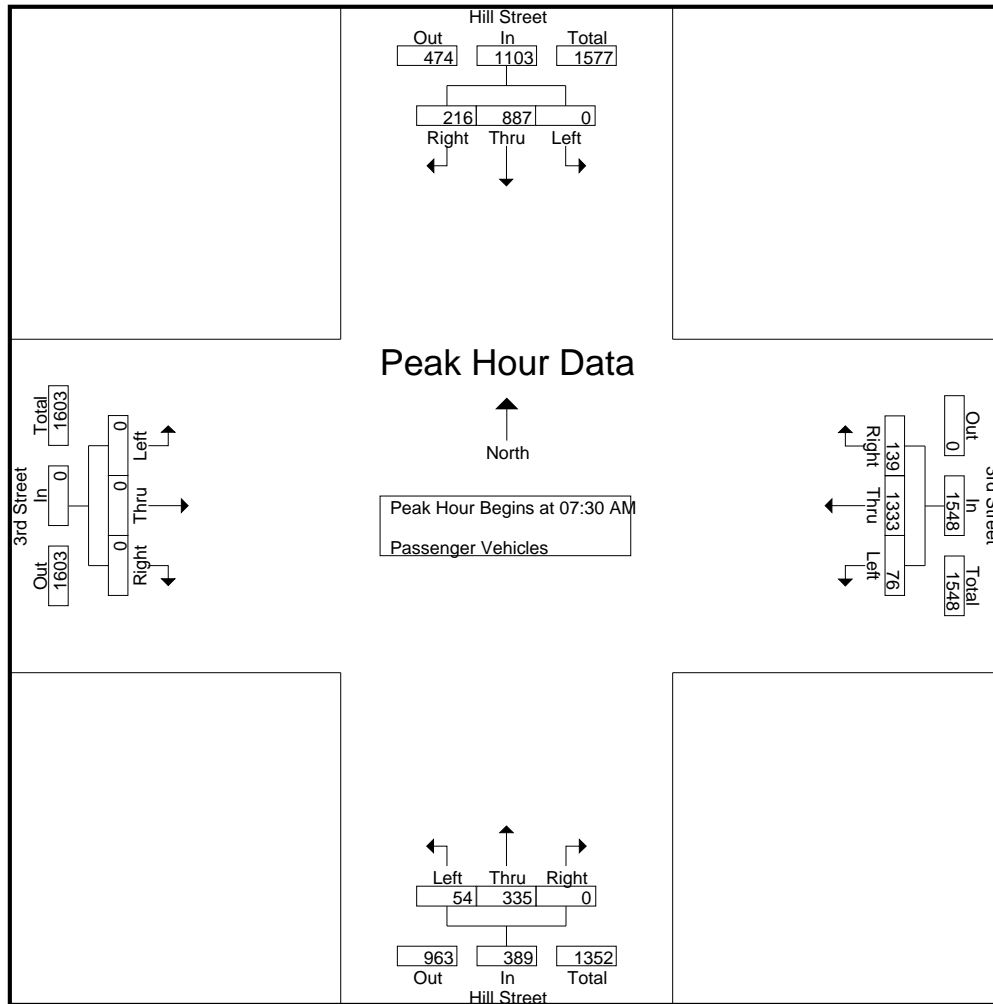 Hill Street
Out In Total
474 1103 1577
216 887 0
Right Thru Left
Peak Hour Data
North
Peak Hour Begins at 07:30 AM
Passenger Vehicles
3rd Street
Total In Out
1603 0 1603
0 0 0
Left Thru Right
Right Thru Left
139 1333 76
Out In Total
0 1548 1548
3rd Street
Left Thru Right
54 335 0
963 389 1352
Out In Total
Hill Street